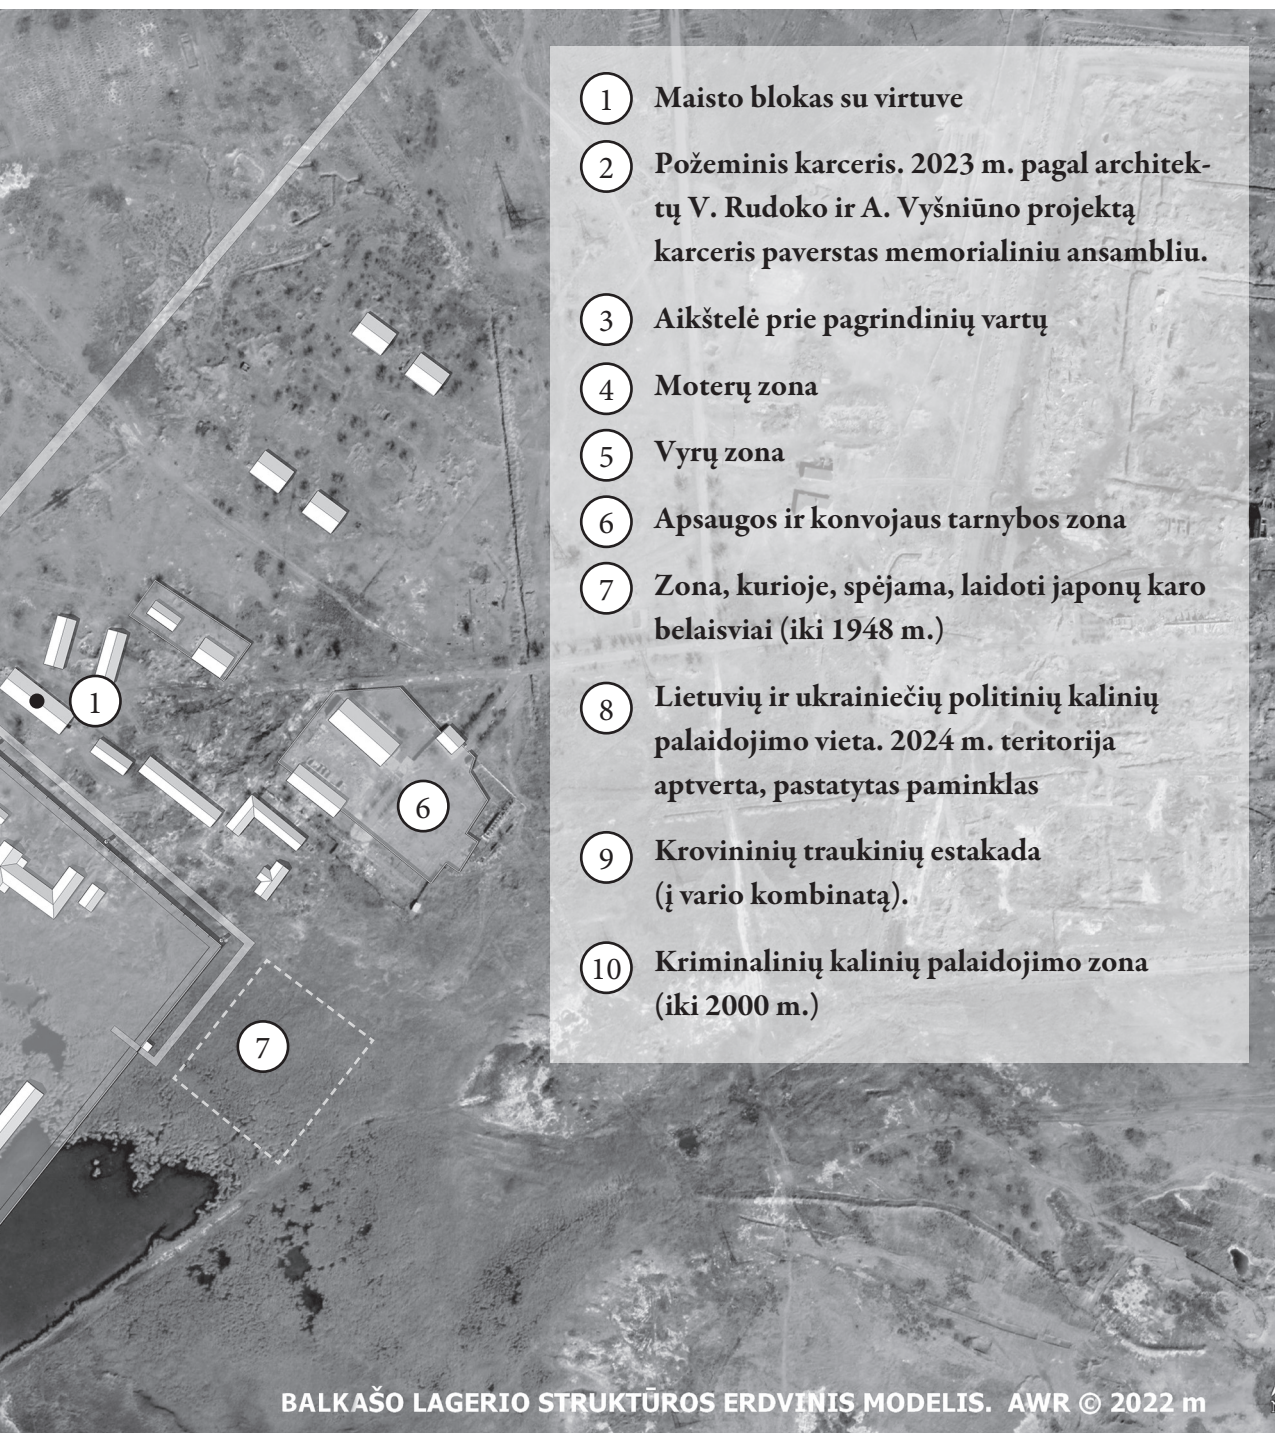 1 Maisto blokas su virtuve
2 Požeminis karceris. 2023 m. pagal architek-
tų V. Rudoko ir A. Vyšniūno projektą
karceris paverstas memorialiniu ansambliu.
3 Aikštelė prie pagrindinių vartų
4 Moterų zona
5 Vyrų zona
6 Apsaugos ir konvojaus tarnybos zona
7 Zona, kurioje, spėjama, laidoti japonų karo
belaisviai (iki 1948 m.)
8 Lietuvių ir ukrainiečių politinių kalinių
palaidojimo vieta. 2024 m. teritorija
aptverta, pastatytas paminklas
9 Krovininių traukinių estakada
(į vario kombinatą).
10 Kriminalinių kalinių palaidojimo zona
(iki 2000 m.)
1
6
7
BALKAŠO LAGERIO STRUKTŪROS ERDVINIS MODELIS. AWR © 2022 m